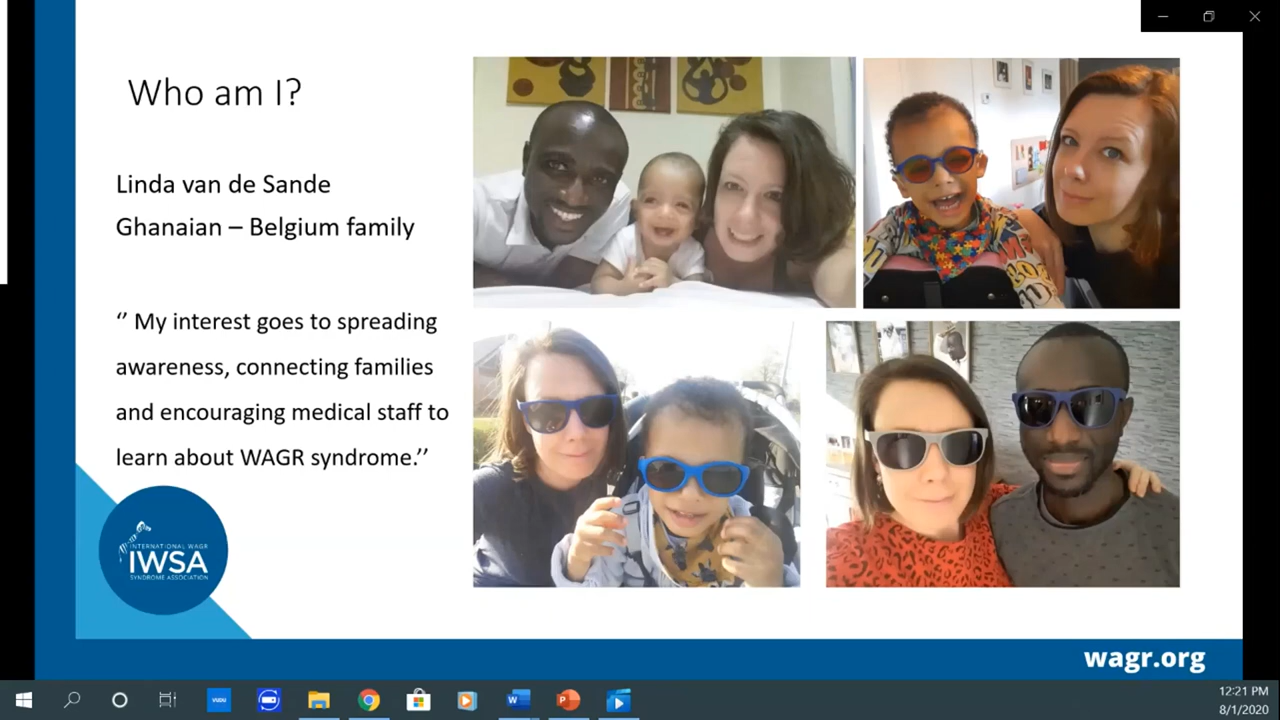 Who am I?
Linda van de Sande
Ghanaian – Belgium family
‘’ My interest goes to spreading
awareness, connecting families
and encouraging medical staff to
learn about WAGR syndrome.’’
INTERNATIONAL WAGR
IWSA
SYNDROME ASSOCIATION
wagr.org
VUDU
12:21 PM
8/1/2020